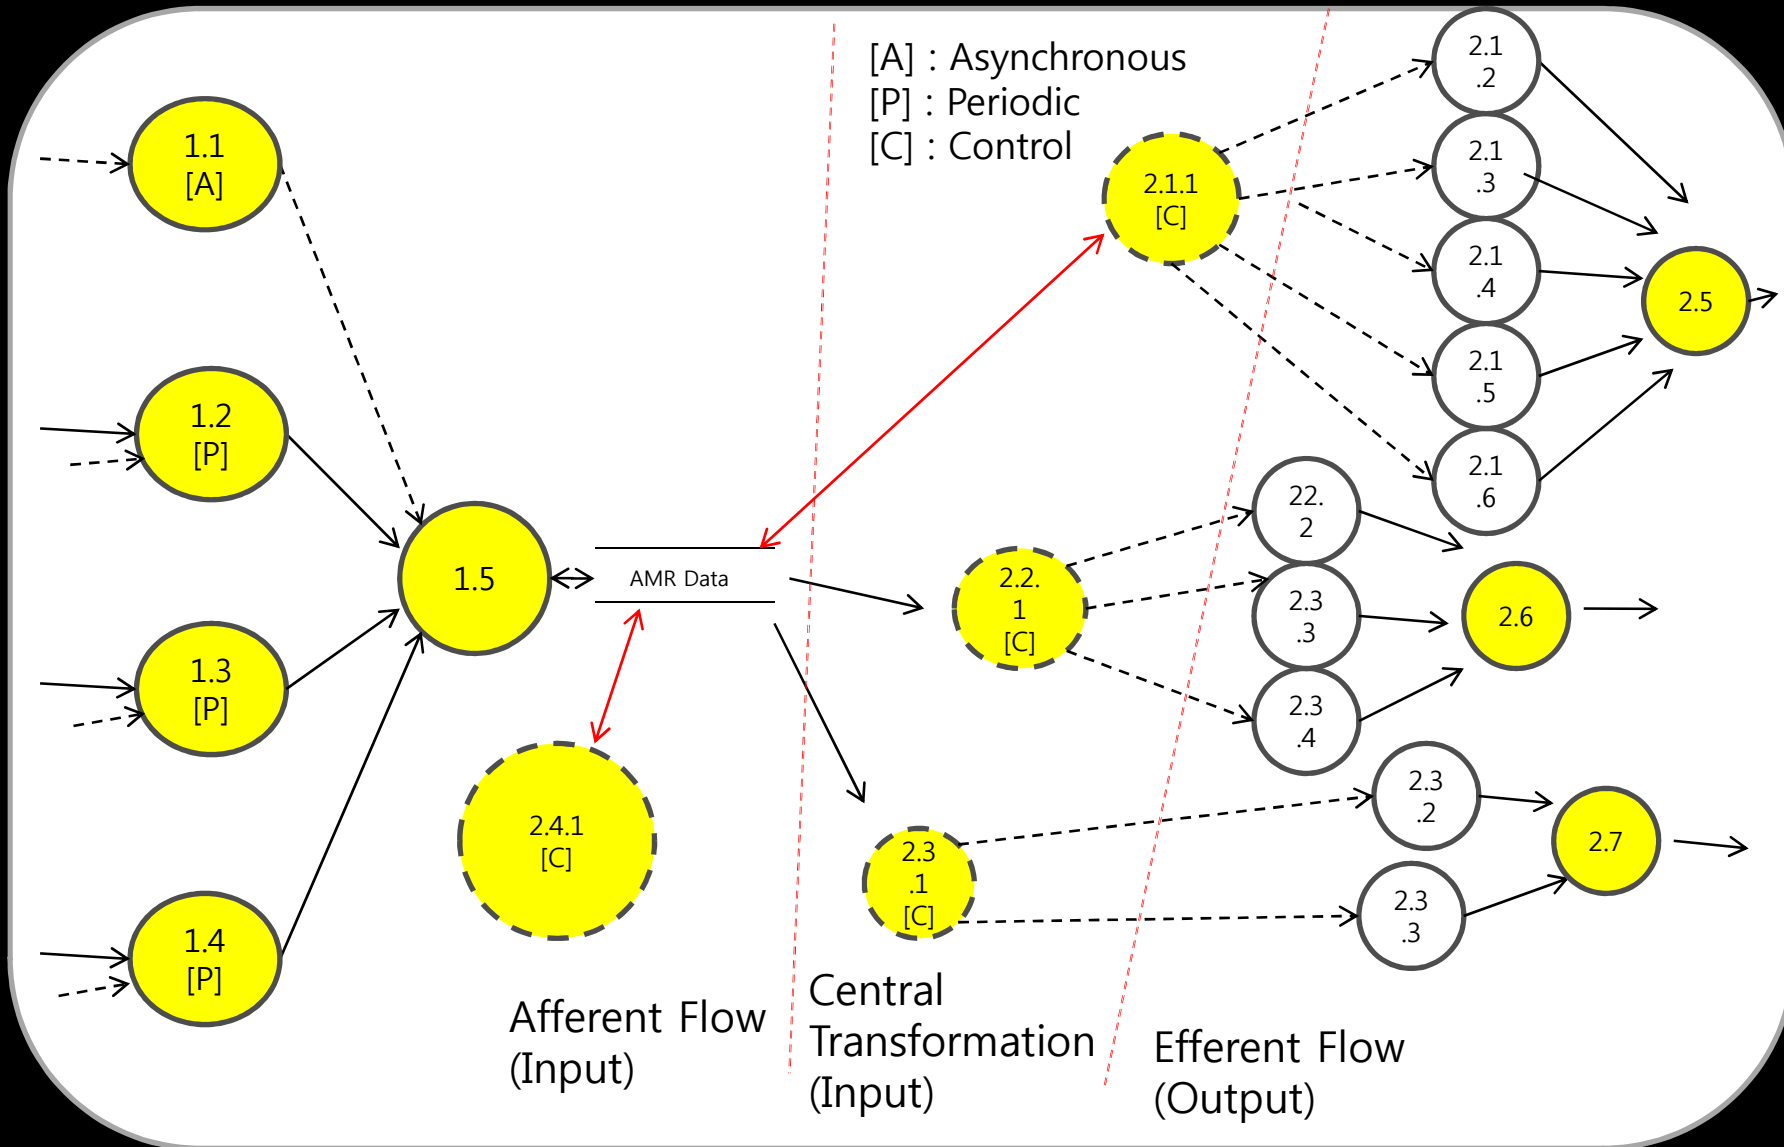 [A] : Asynchronous
[P] : Periodic
[C] : Control
1.1
[A]
1.2
[P]
1.3
[P]
1.4
[P]
1.5
AMR Data
2.4.1
[C]
2.1.1
[C]
2.2.
1
[C]
2.3
.1
[C]
2.1
.2
2.1
.3
2.1
.4
2.1
.5
2.1
.6
2.5
22.
2
2.3
.3
2.3
.4
2.6
2.3
.2
2.3
.3
2.7
Afferent Flow
(Input)
Central
Transformation
(Input)
Efferent Flow
(Output)